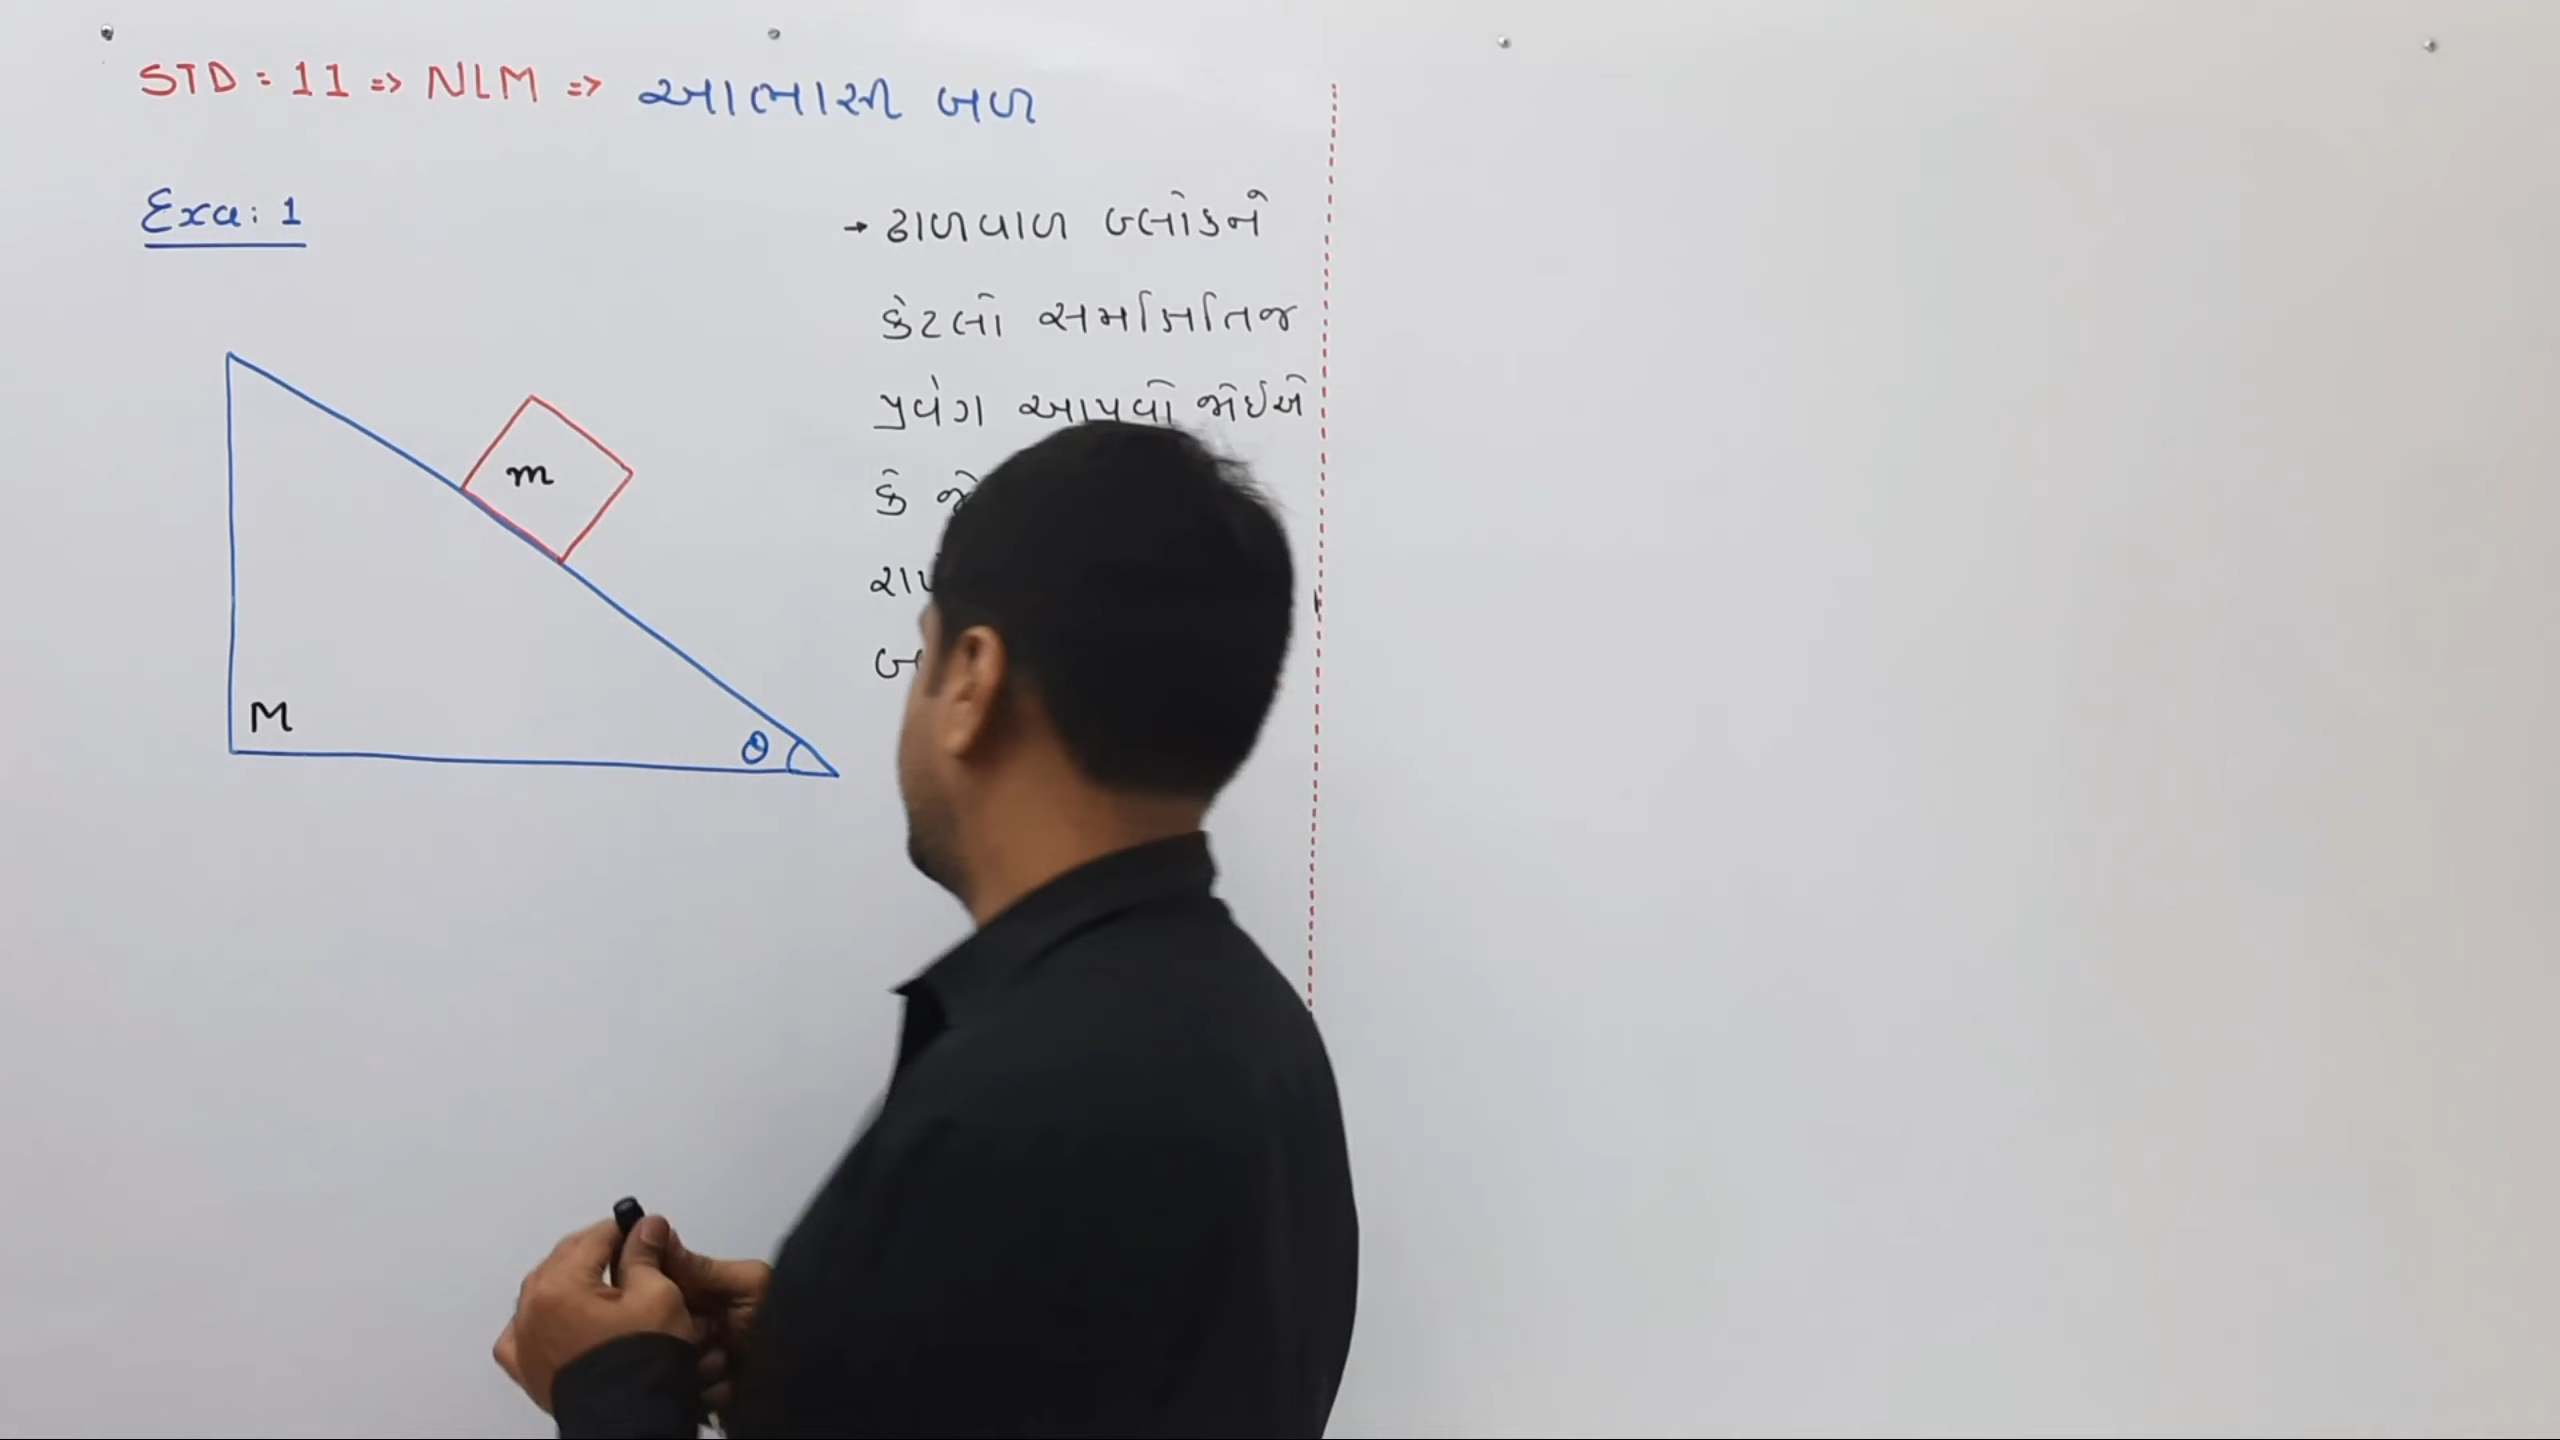 STD = 11 => NLM => આભાસી બળ
Exa: 1
→ ઢાળવાળા બ્લોકને
કેટલો સમક્ષિતિજ
પ્રવેગ આપવો જોઈએ
કે
m
M
θ